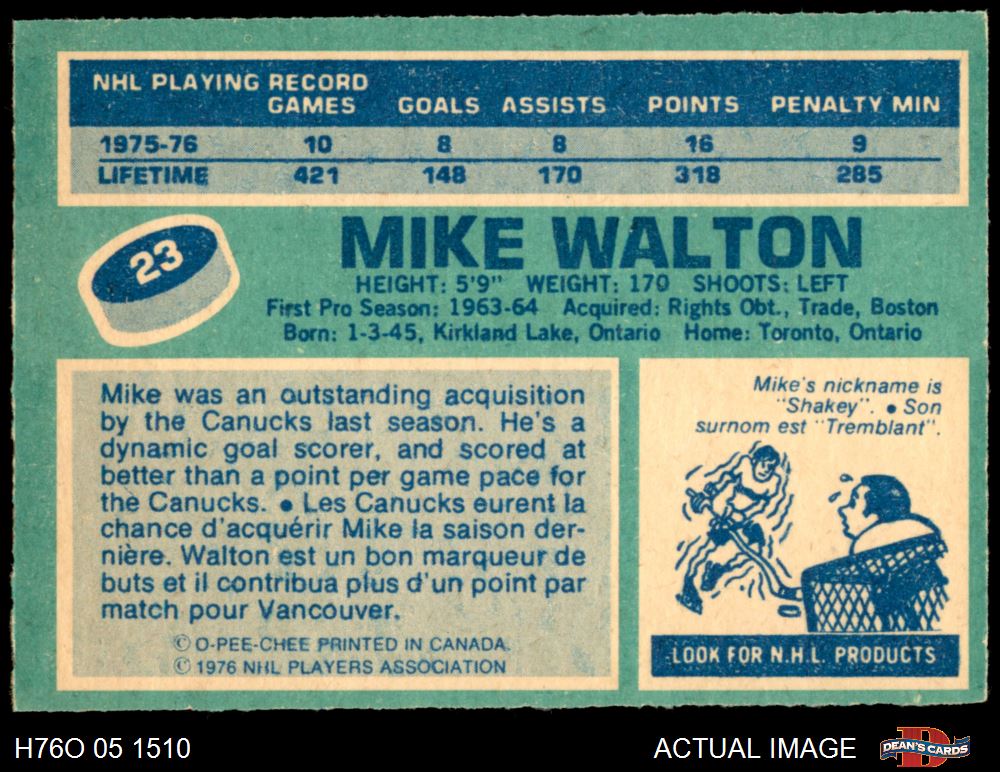 NHL PLAYING RECORD
GAMES GOALS ASSISTS POINTS PENALTY MIN
1975-76 10 8 8 16 9
LIFETIME 421 148 170 318 285
23
MIKE WALTON
HEIGHT: 5'9" WEIGHT: 170 SHOOTS: LEFT
First Pro Season: 1963-64 Acquired: Rights Obt., Trade, Boston
Born: 1-3-45, Kirkland Lake, Ontario Home: Toronto, Ontario
Mike was an outstanding acquisition
by the Canucks last season. He's a
dynamic goal scorer, and scored at
better than a point per game pace for
the Canucks. ● Les Canucks eurent la
chance d'acquérir Mike la saison der-
nière. Walton est un bon marqueur de
buts et il contribua plus d'un point par
match pour Vancouver.
© O-PEE-CHEE PRINTED IN CANADA.
© 1976 NHL PLAYERS ASSOCIATION
Mike's nickname is
"Shakey". ● Son
surnom est "Tremblant".
LOOK FOR N.H.L. PRODUCTS
H76O 05 1510
ACTUAL IMAGE
D
DEAN'S CARDS